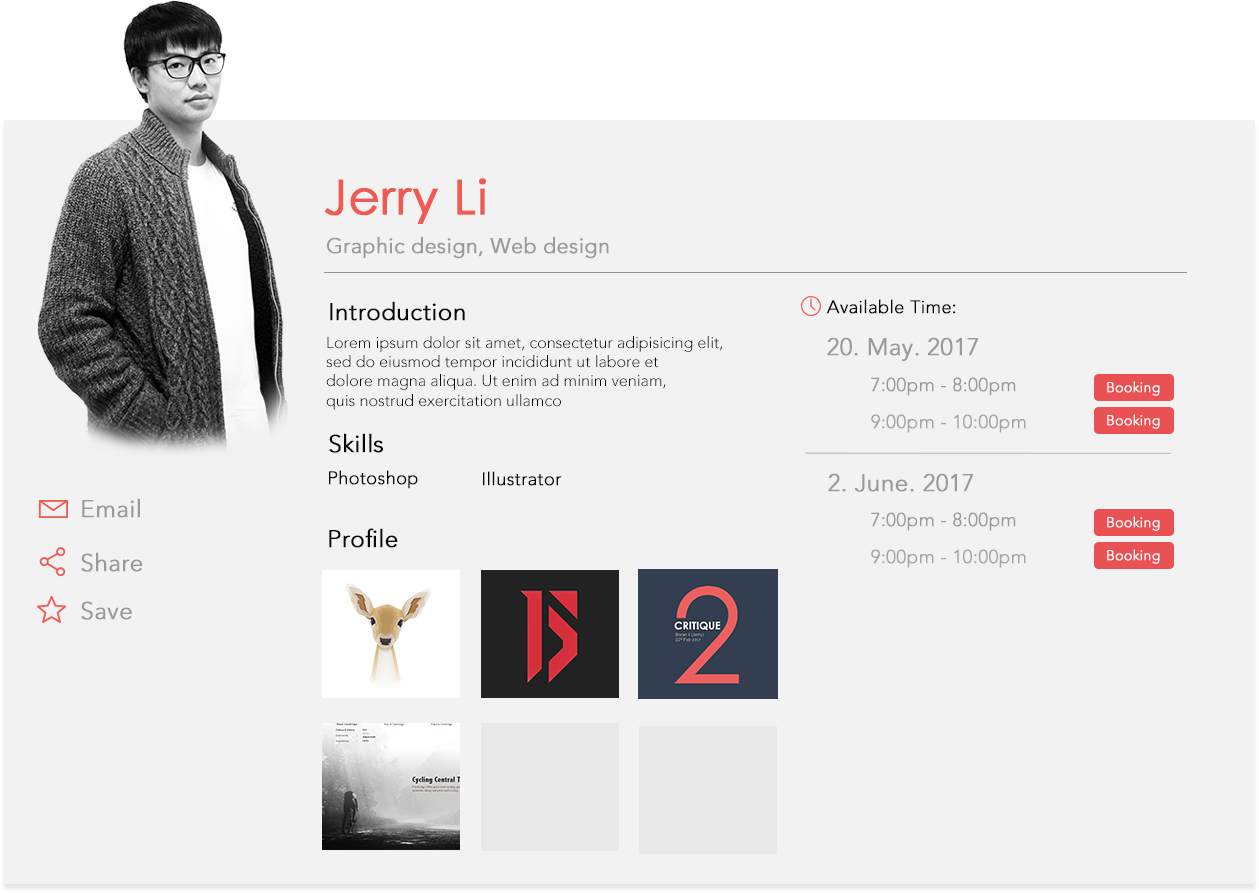 Jerry Li
Graphic design, Web design
Introduction
Lorem ipsum dolor sit amet, consectetur adipisicing elit,
sed do eiusmod tempor incididunt ut labore et
dolore magna aliqua. Ut enim ad minim veniam,
quis nostrud exercitation ullamco
Skills
Photoshop
Illustrator
Profile
CRITIQUE
2
Cycling Central T
Available Time:
20. May. 2017
7:00pm - 8:00pm
Booking
9:00pm - 10:00pm
Booking
2. June. 2017
7:00pm - 8:00pm
Booking
9:00pm - 10:00pm
Booking
Email
Share
Save